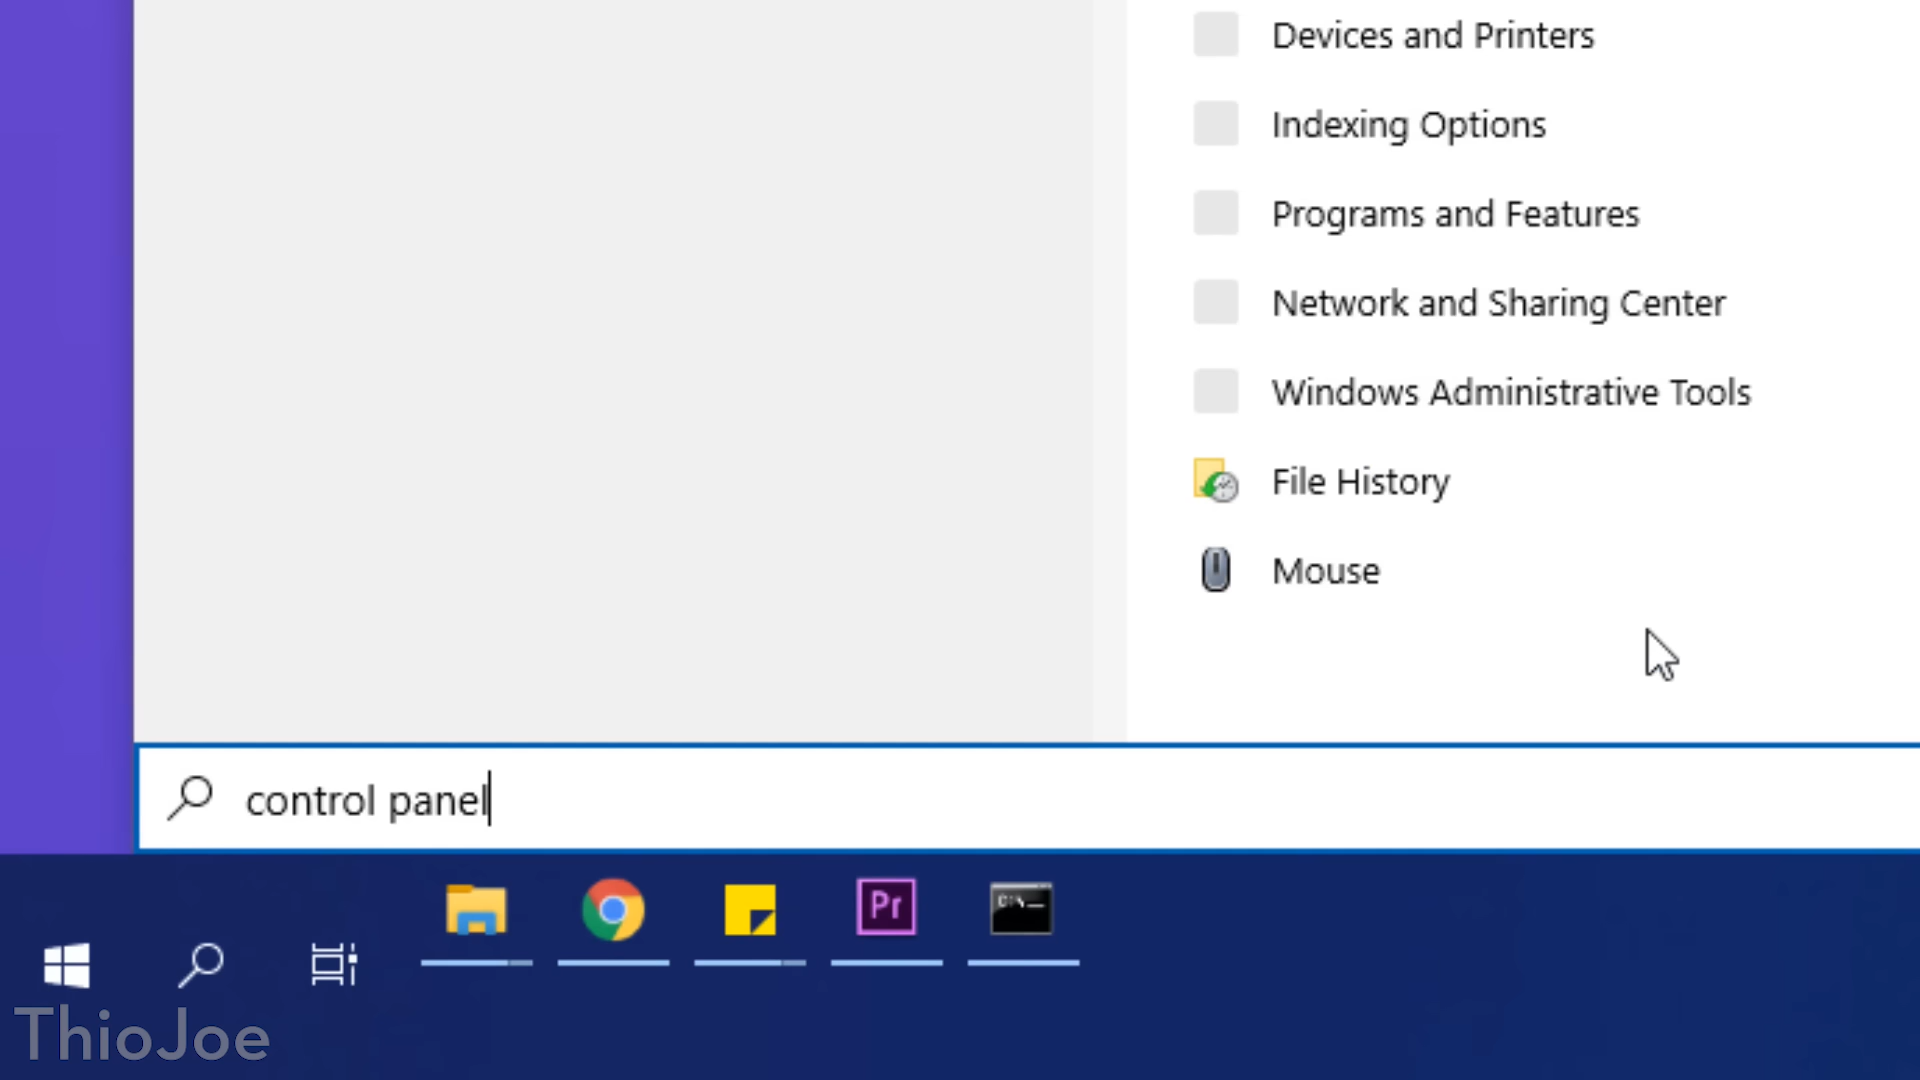 Devices and Printers
Indexing Options
Programs and Features
Network and Sharing Center
Windows Administrative Tools
File History
Mouse
control panel
Pr
C:\_
ThioJoe